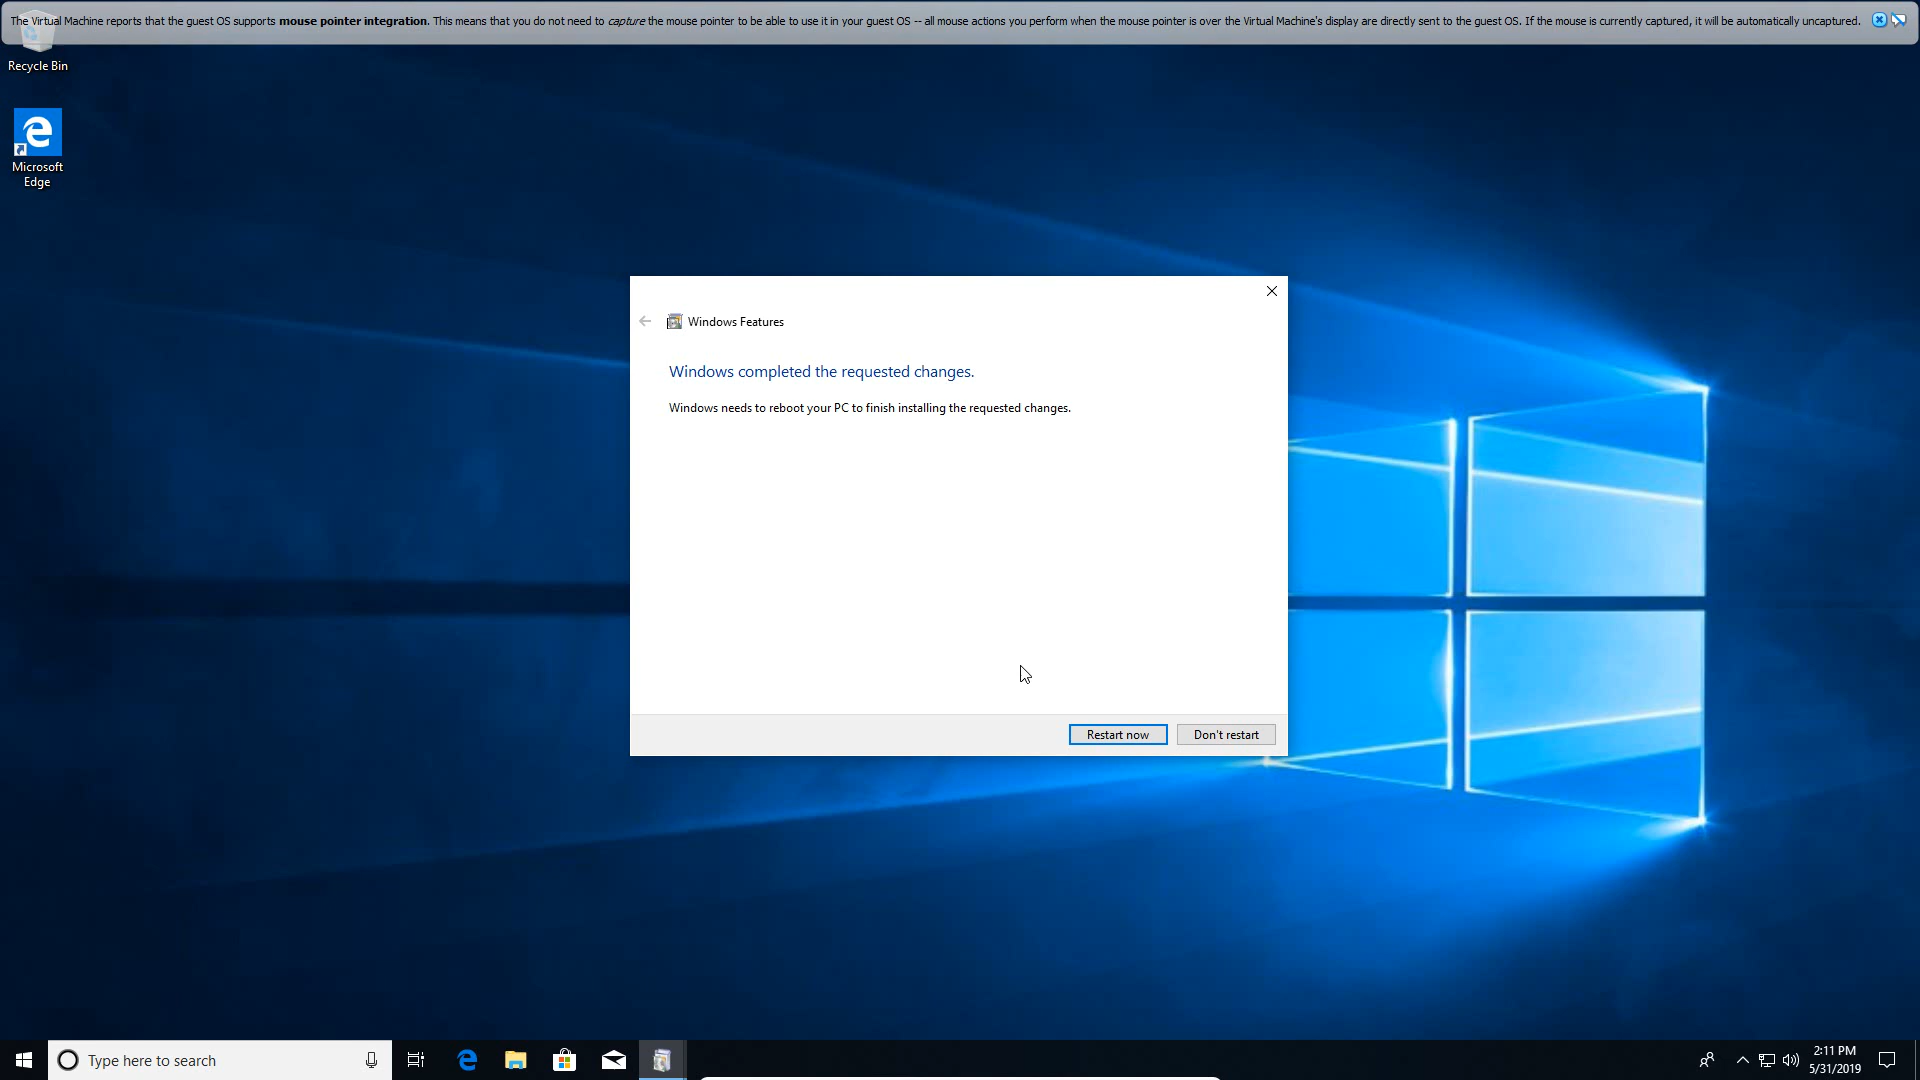 The Virtual Machine reports that the guest OS supports mouse pointer integration. This means that you do not need to capture the mouse pointer to be able to use it in your guest OS -- all mouse actions you perform when the mouse pointer is over the Virtual Machine's display are directly sent to the guest OS. If the mouse is currently captured, it will be automatically uncaptured.
Recycle Bin
Microsoft
Edge
Windows Features
Windows completed the requested changes.
Windows needs to reboot your PC to finish installing the requested changes.
Restart now
Don't restart
Type here to search
2:11 PM
5/31/2019